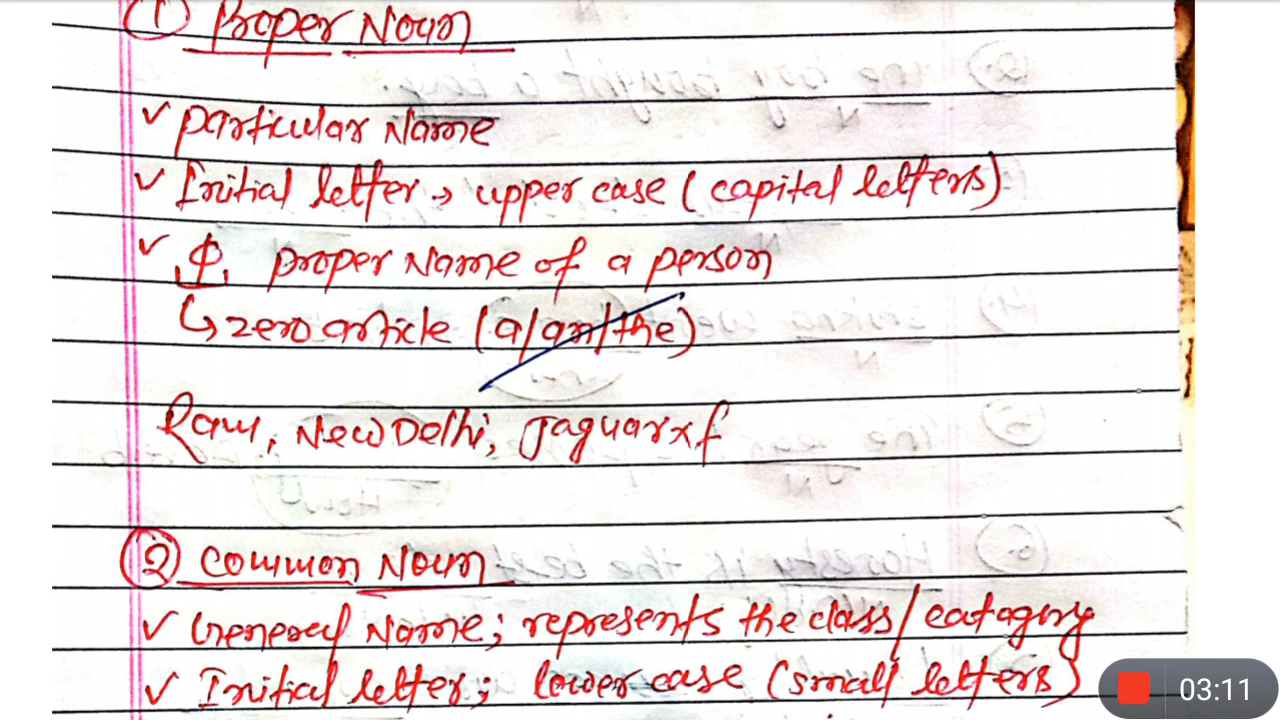 ① Proper Noun
✓ particular Name
✓ Initial letter → upper case (capital letters)
✓ ф proper Name of a person
↳ zero article (a/an/the)
Ram, New Delhi, Jaguar xf
② Common Noun
✓ General Name; represents the class/catagory
✓ Initial letter; lower case (small letters)
03:11